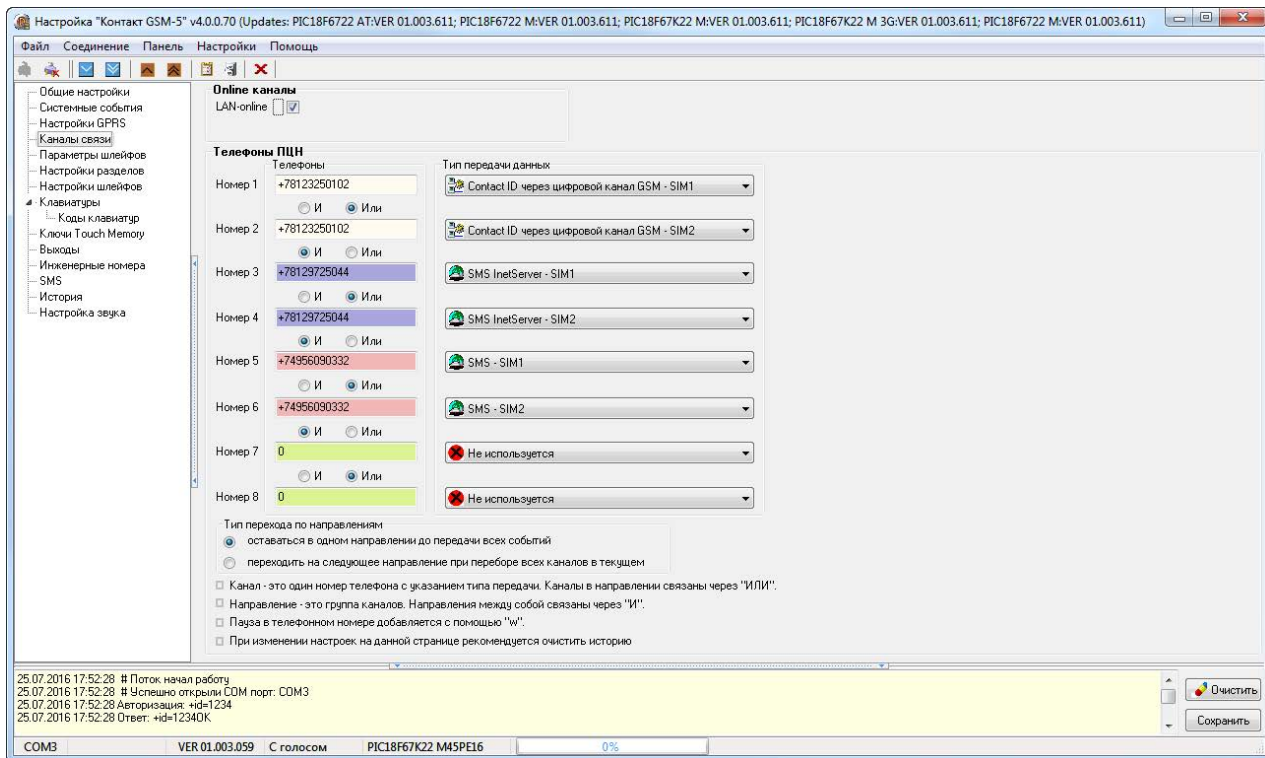 Настройка "Контакт GSM-5" v4.0.0.70 (Updates: PIC18F6722 AT:VER 01.003.611; PIC18F6722 M:VER 01.003.611; PIC18F67K22 M:VER 01.003.611; PIC18F67K22 M 3G:VER 01.003.611; PIC18F6722 M:VER 01.003.611)
Файл Соединение Панель Настройки Помощь
Общие настройки
Системные события
Настройки GPRS
Каналы связи
Параметры шлейфов
Настройки разделов
Настройки шлейфов
Клавиатуры
Коды клавиатур
Ключи Touch Memory
Выходы
Инженерные номера
SMS
История
Настройка звука
Online каналы
LAN-online
Телефоны ПЦН
Телефоны Тип передачи данных
Номер 1 +78123250102 Contact ID через цифровой канал GSM - SIM1
И Или
Номер 2 +78123250102 Contact ID через цифровой канал GSM - SIM2
И Или
Номер 3 +78129725044 SMS InetServer - SIM1
И Или
Номер 4 +78129725044 SMS InetServer - SIM2
И Или
Номер 5 +74956090332 SMS - SIM1
И Или
Номер 6 +74956090332 SMS - SIM2
И Или
Номер 7 0 Не используется
И Или
Номер 8 0 Не используется
Тип перехода по направлениям
оставаться в одном направлении до передачи всех событий
переходить на следующее направление при переборе всех каналов в текущем
Канал - это один номер телефона с указанием типа передачи. Каналы в направлении связаны через "ИЛИ".
Направление - это группа каналов. Направления между собой связаны через "И".
Пауза в телефонном номере добавляется с помощью "w".
При изменении настроек на данной странице рекомендуется очистить историю
25.07.2016 17:52:28 # Поток начал работу
25.07.2016 17:52:28 # Успешно открыли COM порт: COM3
25.07.2016 17:52:28 Авторизация: +id=1234
25.07.2016 17:52:28 Ответ: +id=1234OK
Очистить
Сохранить
COM3 VER 01.003.059 С голосом PIC18F67K22 M45PE16 0%